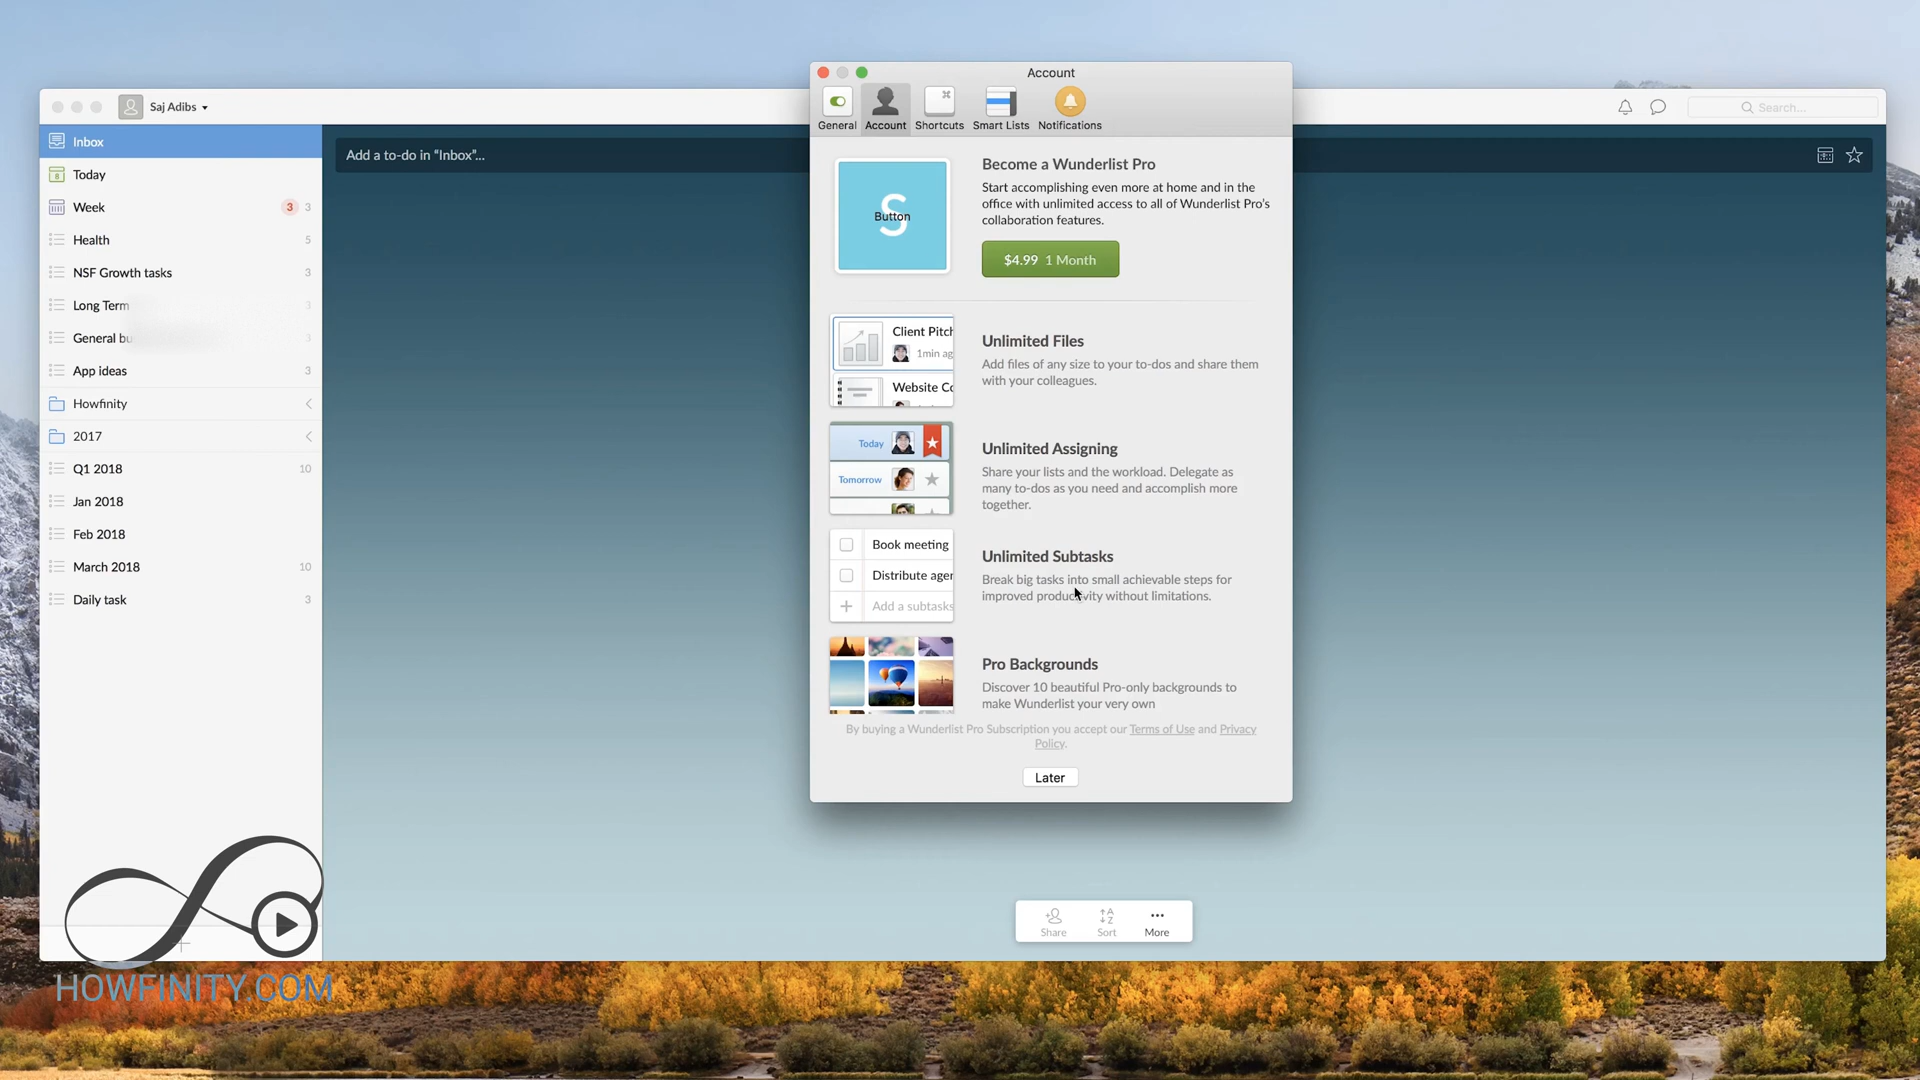 Saj Adibs
Search...
Inbox
Today
8
Week 3 3
Health 5
NSF Growth tasks 3
Long Term 3
General bu
App ideas 3
Howfinity
2017
Q1 2018 10
Jan 2018
Feb 2018
March 2018 10
Daily task 3
HOWFINITY.COM
Add a to-do in “Inbox”...
Account
General Account Shortcuts Smart Lists Notifications
S
Button
Become a Wunderlist Pro
Start accomplishing even more at home and in the
office with unlimited access to all of Wunderlist Pro's
collaboration features.
$4.99 1 Month
Client Pitch
1min ag
Website Co
Unlimited Files
Add files of any size to your to-dos and share them
with your colleagues.
Today
Tomorrow
Unlimited Assigning
Share your lists and the workload. Delegate as
many to-dos as you need and accomplish more
together.
Book meeting
Distribute agen
Add a subtasks
Unlimited Subtasks
Break big tasks into small achievable steps for
improved productivity without limitations.
Pro Backgrounds
Discover 10 beautiful Pro-only backgrounds to
make Wunderlist your very own
By buying a Wunderlist Pro Subscription you accept our Terms of Use and Privacy
Policy.
Later
Share
A
Z
Sort
More